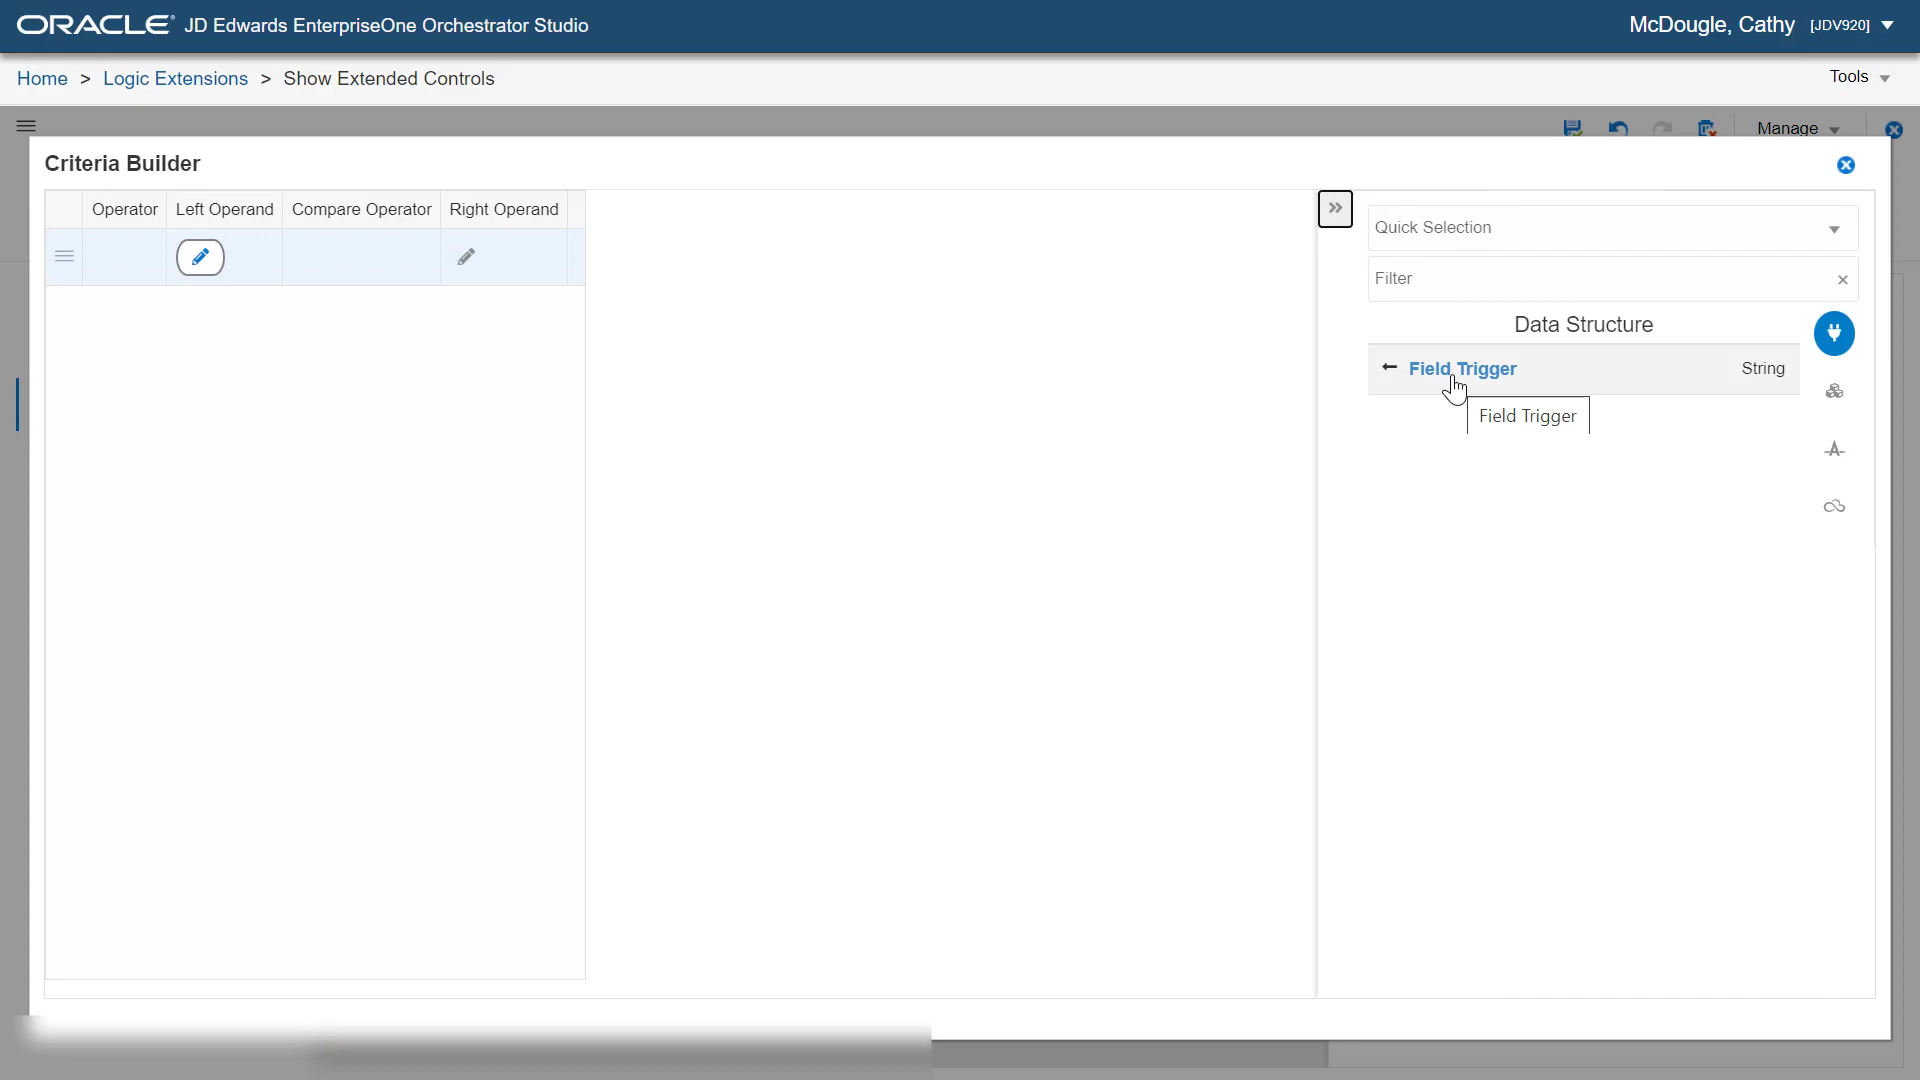 ORACLE JD Edwards EnterpriseOne Orchestrator Studio
McDougle, Cathy [JDV920]
Home > Logic Extensions > Show Extended Controls
Tools
Manage
Criteria Builder
Operator Left Operand Compare Operator Right Operand
Quick Selection
Filter
Data Structure
Field Trigger String
Field Trigger